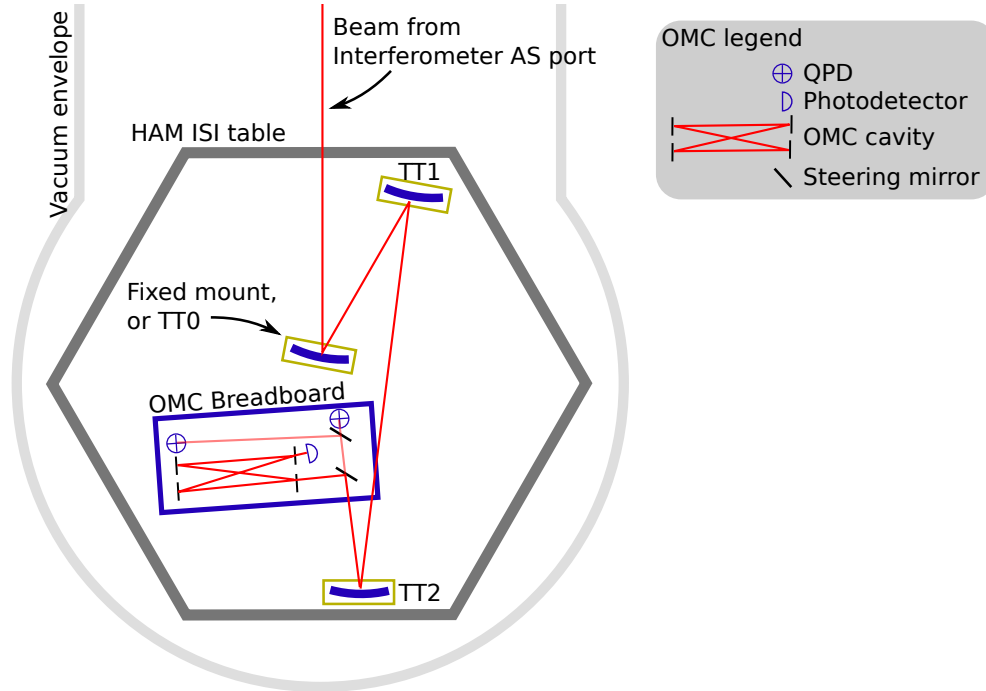 Beam from
Interferometer AS port
Vacuum envelope
HAM ISI table
TT1
Fixed mount,
or TT0
OMC Breadboard
TT2
OMC legend
QPD
Photodetector
OMC cavity
Steering mirror